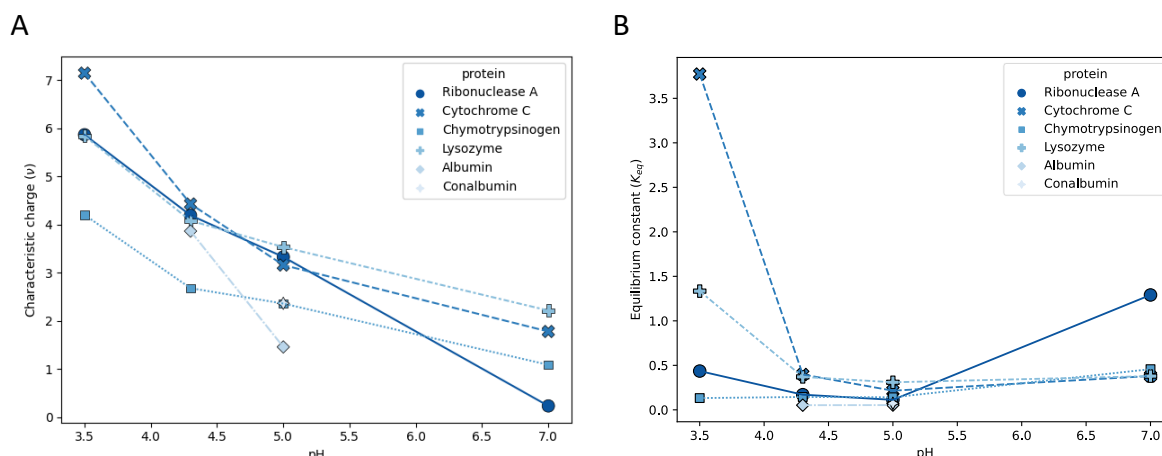 A
B
Characteristic charge (ν)
7
6
5
4
3
2
1
0
3.5
4.0
4.5
5.0
5.5
6.0
6.5
7.0
pH
protein
Ribonuclease A
Cytochrome C
Chymotrypsinogen
Lysozyme
Albumin
Conalbumin
Equilibrium constant (Keq)
3.5
3.0
2.5
2.0
1.5
1.0
0.5
0.0
3.5
4.0
4.5
5.0
5.5
6.0
6.5
7.0
pH
protein
Ribonuclease A
Cytochrome C
Chymotrypsinogen
Lysozyme
Albumin
Conalbumin